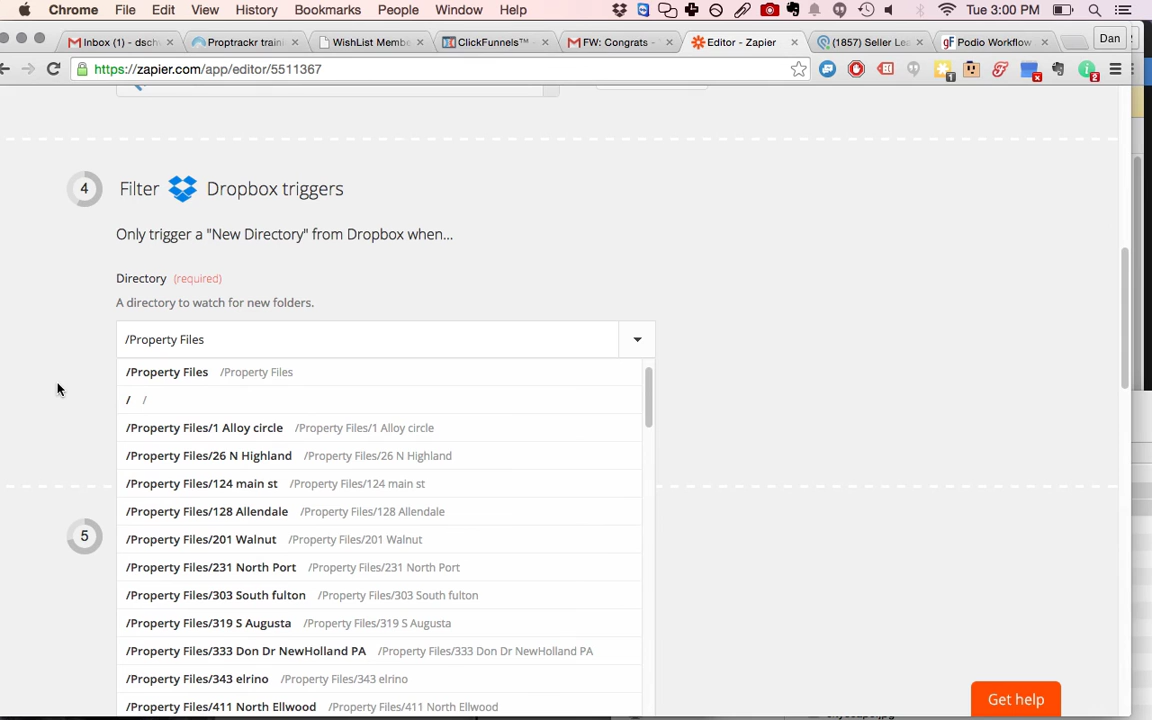 Chrome File Edit View History Bookmarks People Window Help Tue 3:00 PM
Inbox (1) - dsch Proptrackr traini WishList Membe ClickFunnels™ - FW: Congrats - Editor - Zapier (1857) Seller Lea Podio Workflow Dan
https://zapier.com/app/editor/5511367
4 Filter Dropbox triggers
Only trigger a "New Directory" from Dropbox when...
Directory (required)
A directory to watch for new folders.
/Property Files
/Property Files /Property Files
/ /
/Property Files/1 Alloy circle /Property Files/1 Alloy circle
/Property Files/26 N Highland /Property Files/26 N Highland
/Property Files/124 main st /Property Files/124 main st
/Property Files/128 Allendale /Property Files/128 Allendale
5 /Property Files/201 Walnut /Property Files/201 Walnut
/Property Files/231 North Port /Property Files/231 North Port
/Property Files/303 South fulton /Property Files/303 South fulton
/Property Files/319 S Augusta /Property Files/319 S Augusta
/Property Files/333 Don Dr NewHolland PA /Property Files/333 Don Dr NewHolland PA
/Property Files/343 elrino /Property Files/343 elrino
/Property Files/411 North Ellwood /Property Files/411 North Ellwood
Get help